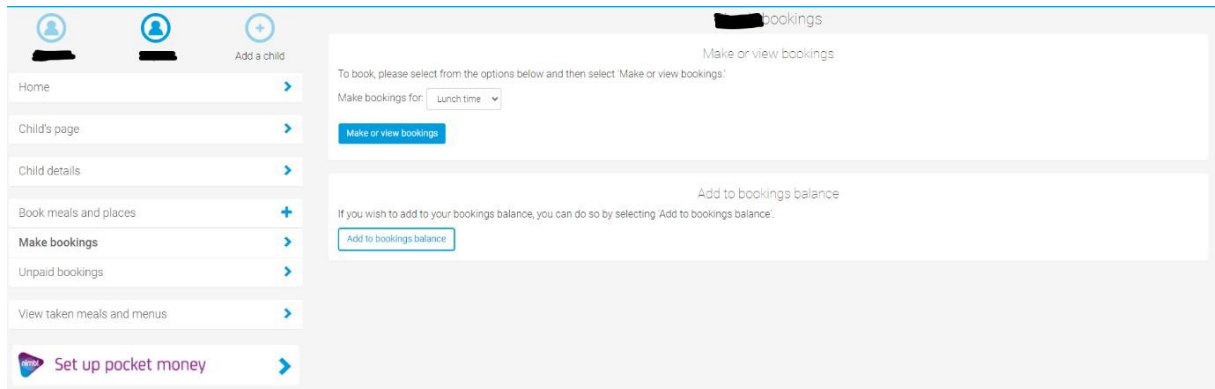 Add a child
Home
Child's page
Child details
Book meals and places
Make bookings
Unpaid bookings
View taken meals and menus
nimbl Set up pocket money
bookings
Make or view bookings
To book, please select from the options below and then select 'Make or view bookings.'
Make bookings for: Lunch time
Make or view bookings
Add to bookings balance
If you wish to add to your bookings balance, you can do so by selecting 'Add to bookings balance'.
Add to bookings balance